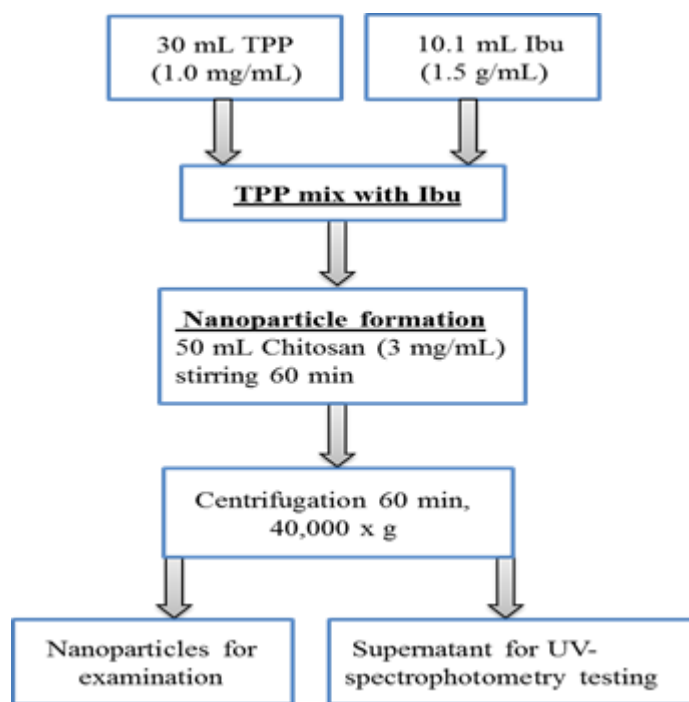 30 mL TPP
(1.0 mg/mL)
10.1 mL Ibu
(1.5 g/mL)
TPP mix with Ibu
Nanoparticle formation
50 mL Chitosan (3 mg/mL)
stirring 60 min
Centrifugation 60 min,
40,000 x g
Nanoparticles for
examination
Supernatant for UV-
spectrophotometry testing